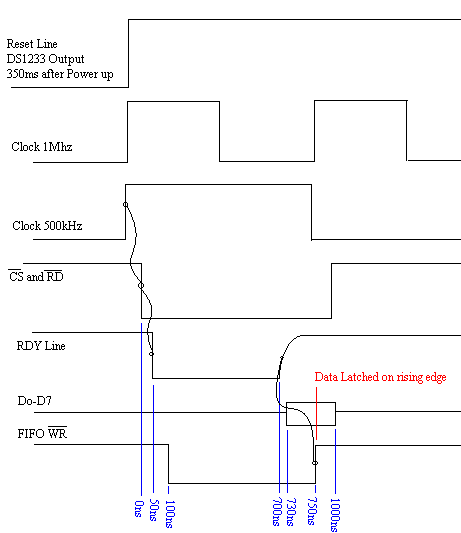 Reset Line
DS1233 Output
350ms after Power up
Clock 1Mhz
Clock 500kHz
CS and RD
RDY Line
Data Latched on rising edge
Do-D7
FIFO WR
0ns
50ns
100ns
700ns
730ns
750ns
1000ns